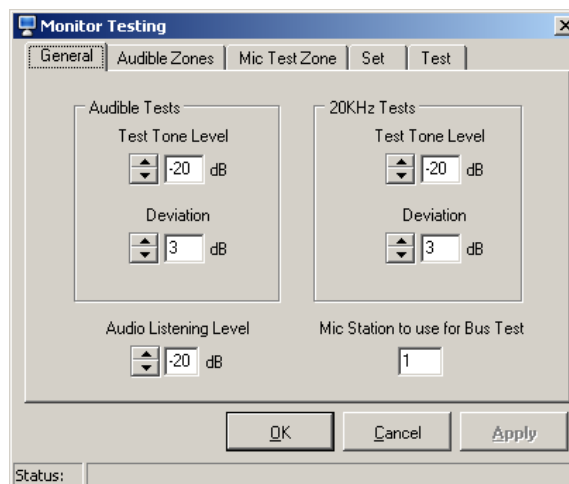 Monitor Testing
General Audible Zones Mic Test Zone Set Test
Audible Tests
Test Tone Level
-20 dB
Deviation
3 dB
20KHz Tests
Test Tone Level
-20 dB
Deviation
3 dB
Audio Listening Level
-20 dB
Mic Station to use for Bus Test
1
OK Cancel Apply
Status: